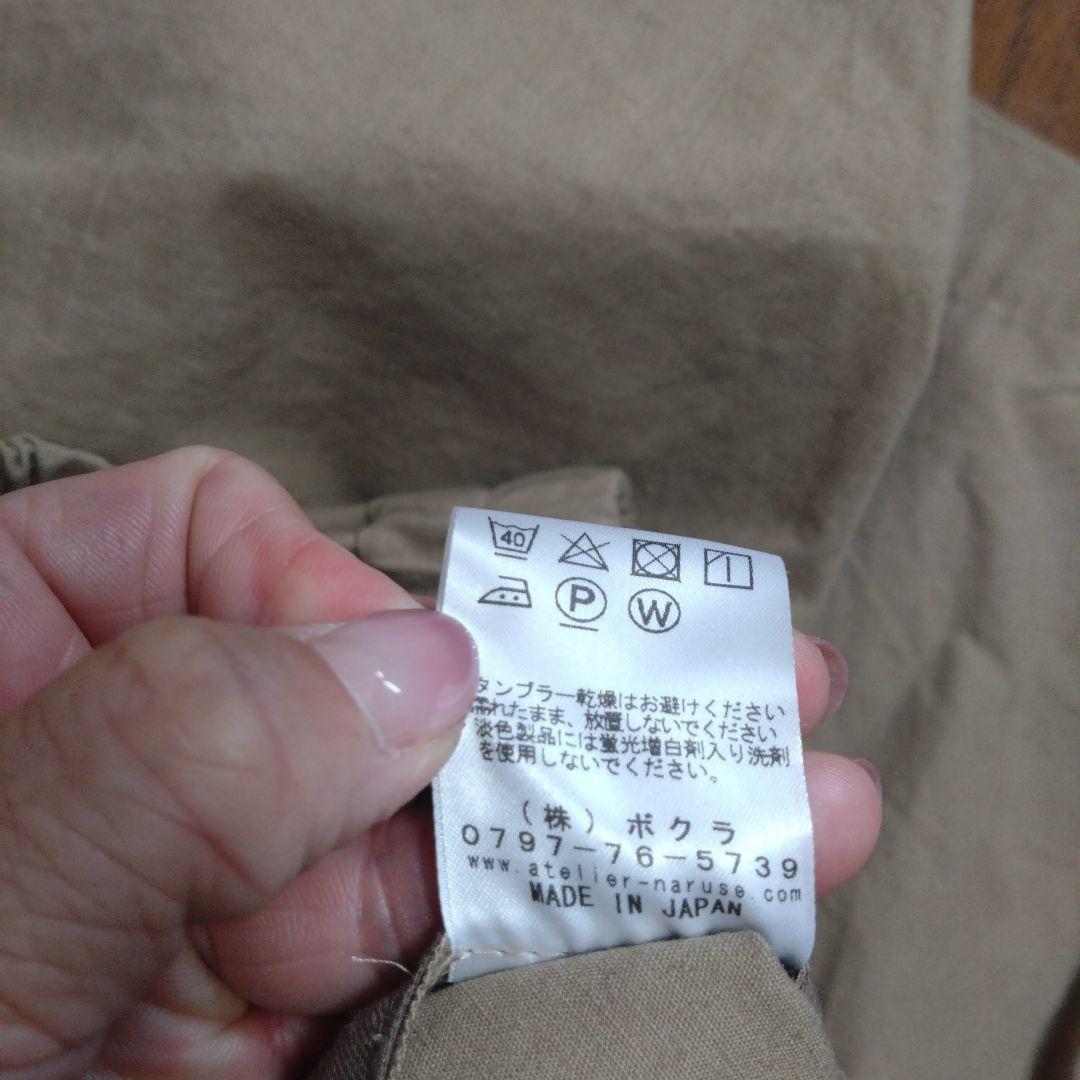 40
P W
タンブラー乾燥はお避けください
濡れたまま、放置しないでください
淡色製品には蛍光増白剤入り洗剤
を使用しないでください。
(株) ボクラ
0797-76-5739
www.atelier-naruse.com
MADE IN JAPAN